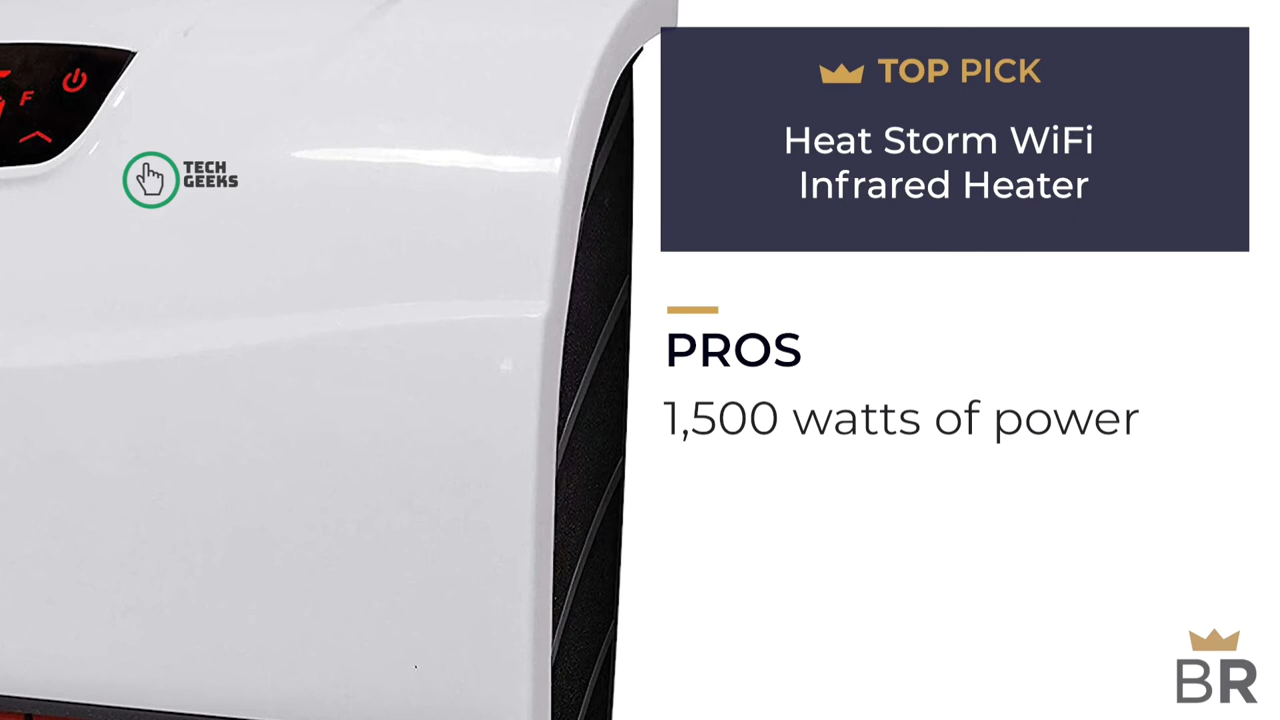 F
TECH
GEEKS
TOP PICK
Heat Storm WiFi
Infrared Heater
PROS
1,500 watts of power
BR